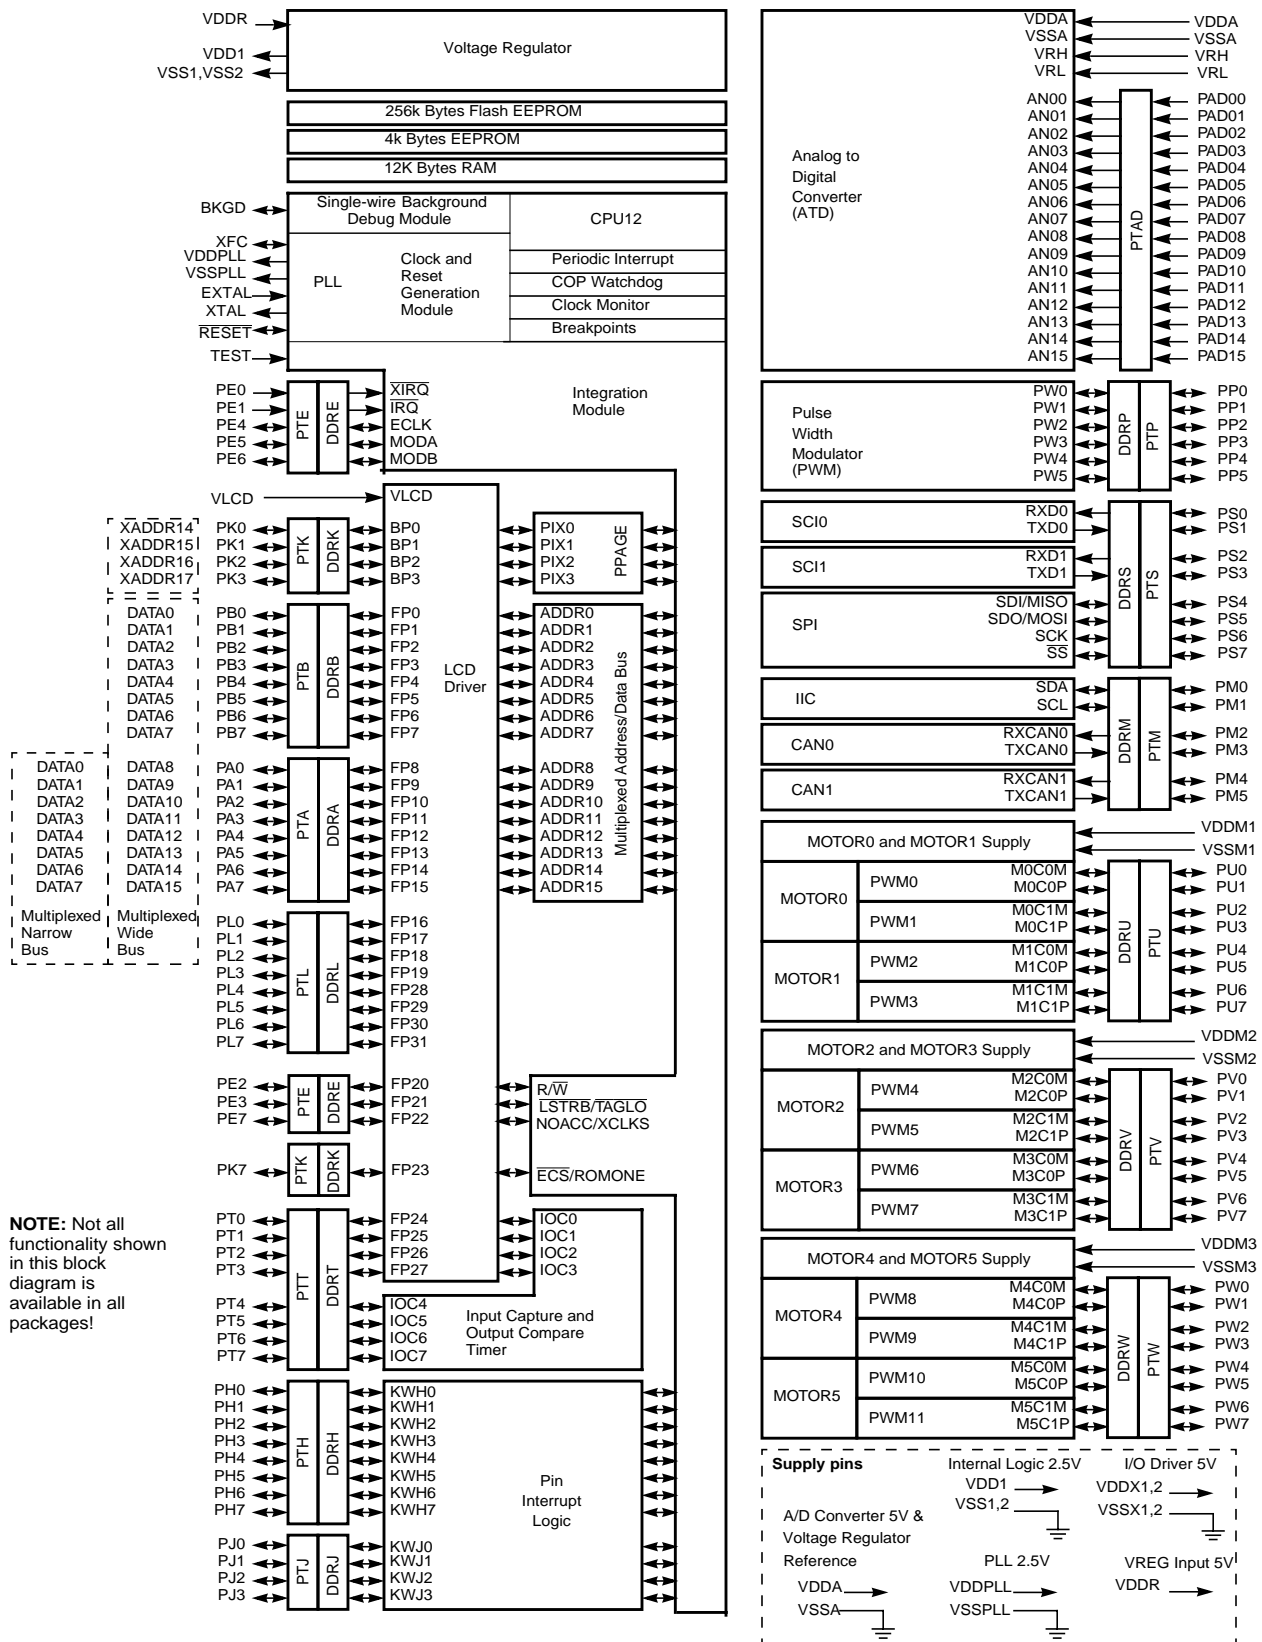 VDDR
VDD1
VSS1,VSS2
Voltage Regulator
256k Bytes Flash EEPROM
4k Bytes EEPROM
12K Bytes RAM
BKGD
XFC
VDDPLL
VSSPLL
EXTAL
XTAL
RESET
TEST
Single-wire Background
Debug Module
CPU12
PLL
Clock and
Reset
Generation
Module
Periodic Interrupt
COP Watchdog
Clock Monitor
Breakpoints
Integration
Module
PE0
PE1
PE4
PE5
PE6
PTE
DDRE
XIRQ
IRQ
ECLK
MODA
MODB
VLCD
VLCD
XADDR14
XADDR15
XADDR16
XADDR17
PK0
PK1
PK2
PK3
PTK
DDRK
BP0
BP1
BP2
BP3
PIX0
PIX1
PIX2
PIX3
PPAGE
DATA0
DATA1
DATA2
DATA3
DATA4
DATA5
DATA6
DATA7
PB0
PB1
PB2
PB3
PB4
PB5
PB6
PB7
PTB
DDRB
FP0
FP1
FP2
FP3
FP4
FP5
FP6
FP7
LCD
Driver
ADDR0
ADDR1
ADDR2
ADDR3
ADDR4
ADDR5
ADDR6
ADDR7
Multiplexed Address/Data Bus
DATA0
DATA1
DATA2
DATA3
DATA4
DATA5
DATA6
DATA7
Multiplexed
Narrow
Bus
DATA8
DATA9
DATA10
DATA11
DATA12
DATA13
DATA14
DATA15
Multiplexed
Wide
Bus
PA0
PA1
PA2
PA3
PA4
PA5
PA6
PA7
PTA
DDRA
FP8
FP9
FP10
FP11
FP12
FP13
FP14
FP15
ADDR8
ADDR9
ADDR10
ADDR11
ADDR12
ADDR13
ADDR14
ADDR15
PL0
PL1
PL2
PL3
PL4
PL5
PL6
PL7
PTL
DDRL
FP16
FP17
FP18
FP19
FP28
FP29
FP30
FP31
PE2
PE3
PE7
PTE
DDRE
FP20
FP21
FP22
R/W
LSTRB/TAGLO
NOACC/XCLKS
PK7
PTK
DDRK
FP23
ECS/ROMONE
NOTE: Not all
functionality shown
in this block
diagram is
available in all
packages!
PT0
PT1
PT2
PT3
PT4
PT5
PT6
PT7
PTT
DDRT
FP24
FP25
FP26
FP27
IOC0
IOC1
IOC2
IOC3
IOC4
IOC5
IOC6
IOC7
Input Capture and
Output Compare
Timer
PH0
PH1
PH2
PH3
PH4
PH5
PH6
PH7
PTH
DDRH
KWH0
KWH1
KWH2
KWH3
KWH4
KWH5
KWH6
KWH7
Pin
Interrupt
Logic
PJ0
PJ1
PJ2
PJ3
PTJ
DDRJ
KWJ0
KWJ1
KWJ2
KWJ3
Analog to
Digital
Converter
(ATD)
VDDA
VSSA
VRH
VRL
VDDA
VSSA
VRH
VRL
AN00
AN01
AN02
AN03
AN04
AN05
AN06
AN07
AN08
AN09
AN10
AN11
AN12
AN13
AN14
AN15
PTAD
PAD00
PAD01
PAD02
PAD03
PAD04
PAD05
PAD06
PAD07
PAD08
PAD09
PAD10
PAD11
PAD12
PAD13
PAD14
PAD15
Pulse
Width
Modulator
(PWM)
PW0
PW1
PW2
PW3
PW4
PW5
DDRP
PTP
PP0
PP1
PP2
PP3
PP4
PP5
SCI0
RXD0
TXD0
SCI1
RXD1
TXD1
SPI
SDI/MISO
SDO/MOSI
SCK
SS
DDRS
PTS
PS0
PS1
PS2
PS3
PS4
PS5
PS6
PS7
IIC
SDA
SCL
CAN0
RXCAN0
TXCAN0
CAN1
RXCAN1
TXCAN1
DDRM
PTM
PM0
PM1
PM2
PM3
PM4
PM5
MOTOR0 and MOTOR1 Supply
VDDM1
VSSM1
MOTOR0
PWM0
M0C0M
M0C0P
PWM1
M0C1M
M0C1P
MOTOR1
PWM2
M1C0M
M1C0P
PWM3
M1C1M
M1C1P
DDRU
PTU
PU0
PU1
PU2
PU3
PU4
PU5
PU6
PU7
MOTOR2 and MOTOR3 Supply
VDDM2
VSSM2
MOTOR2
PWM4
M2C0M
M2C0P
PWM5
M2C1M
M2C1P
MOTOR3
PWM6
M3C0M
M3C0P
PWM7
M3C1M
M3C1P
DDRV
PTV
PV0
PV1
PV2
PV3
PV4
PV5
PV6
PV7
MOTOR4 and MOTOR5 Supply
VDDM3
VSSM3
MOTOR4
PWM8
M4C0M
M4C0P
PWM9
M4C1M
M4C1P
MOTOR5
PWM10
M5C0M
M5C0P
PWM11
M5C1M
M5C1P
DDRW
PTW
PW0
PW1
PW2
PW3
PW4
PW5
PW6
PW7
Supply pins
Internal Logic 2.5V
VDD1
VSS1,2
I/O Driver 5V
VDDX1,2
VSSX1,2
A/D Converter 5V &
Voltage Regulator
Reference
VDDA
VSSA
PLL 2.5V
VDDPLL
VSSPLL
VREG Input 5V
VDDR